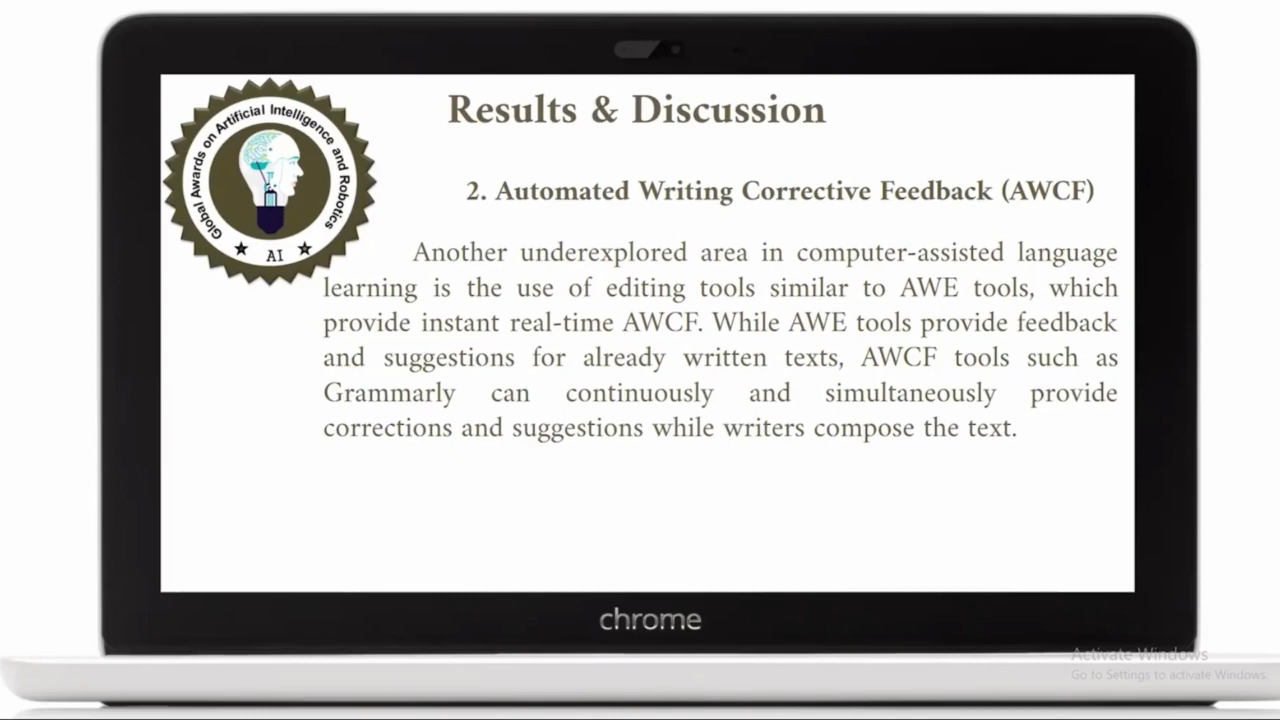 Results & Discussion
Global Awards on Artificial Intelligence and Robotics
AI
2. Automated Writing Corrective Feedback (AWCF)
Another underexplored area in computer-assisted language
learning is the use of editing tools similar to AWE tools, which
provide instant real-time AWCF. While AWE tools provide feedback
and suggestions for already written texts, AWCF tools such as
Grammarly can continuously and simultaneously provide
corrections and suggestions while writers compose the text.
chrome
Activate Windows
Go to Settings to activate Windows.